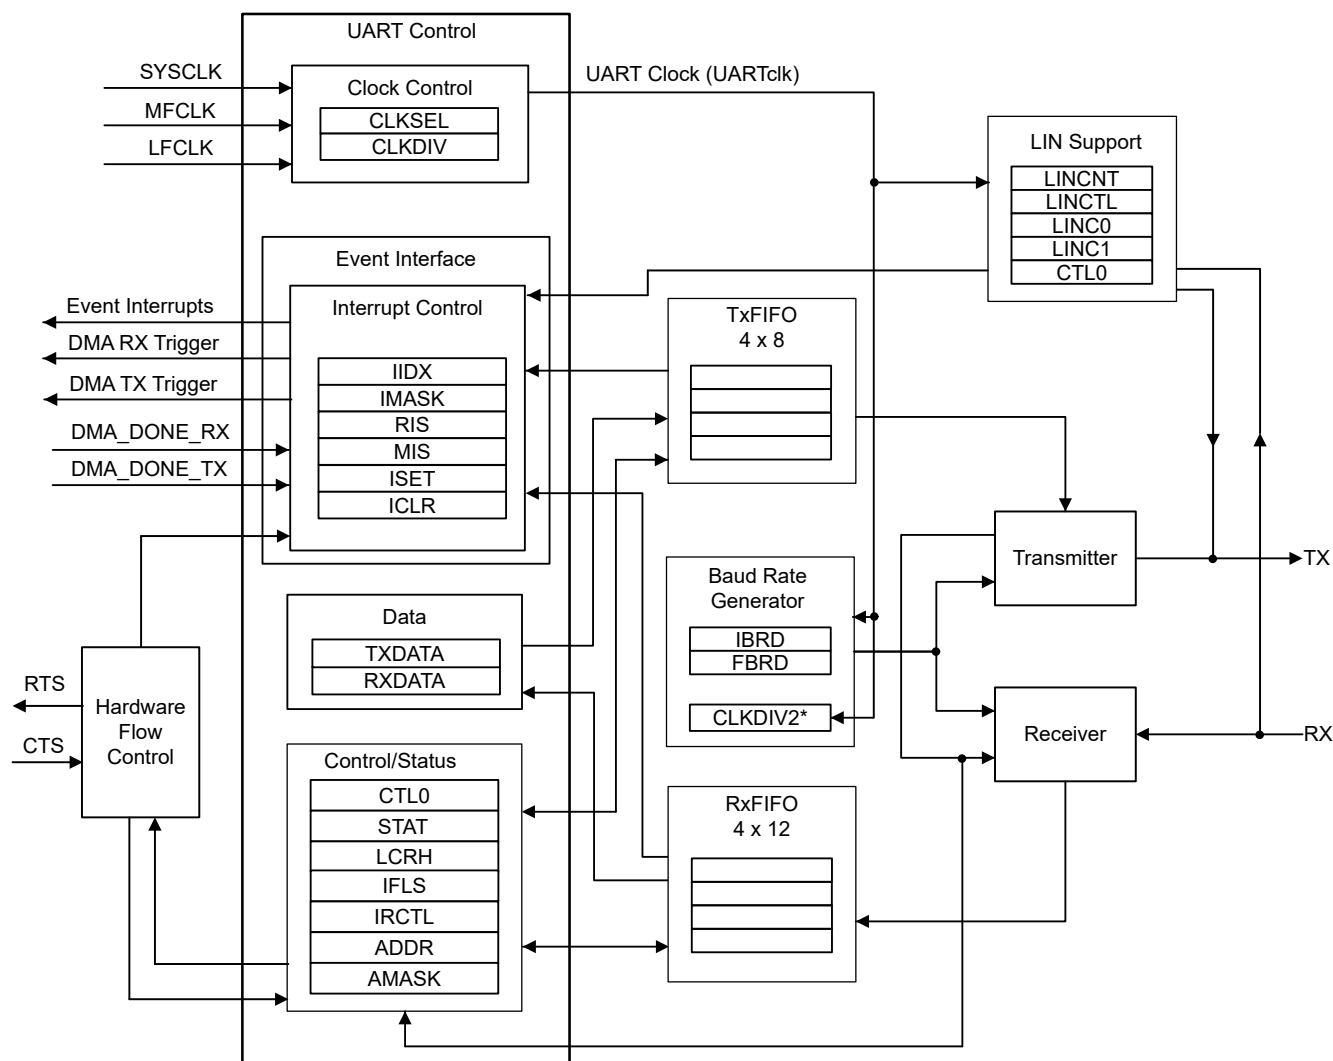 UART Control
SYSCLK
MFCLK
LFCLK
Clock Control
CLKSEL
CLKDIV
UART Clock (UARTclk)
LIN Support
LINCNT
LINCTL
LINC0
LINC1
CTL0
Event Interface
Interrupt Control
IIDX
IMASK
RIS
MIS
ISET
ICLR
Event Interrupts
DMA RX Trigger
DMA TX Trigger
DMA_DONE_RX
DMA_DONE_TX
TxFIFO
4 x 8
Transmitter
TX
Baud Rate
Generator
IBRD
FBRD
CLKDIV2*
Data
TXDATA
RXDATA
RTS
CTS
Hardware
Flow
Control
Receiver
RX
Control/Status
CTL0
STAT
LCRH
IFLS
IRCTL
ADDR
AMASK
RxFIFO
4 x 12